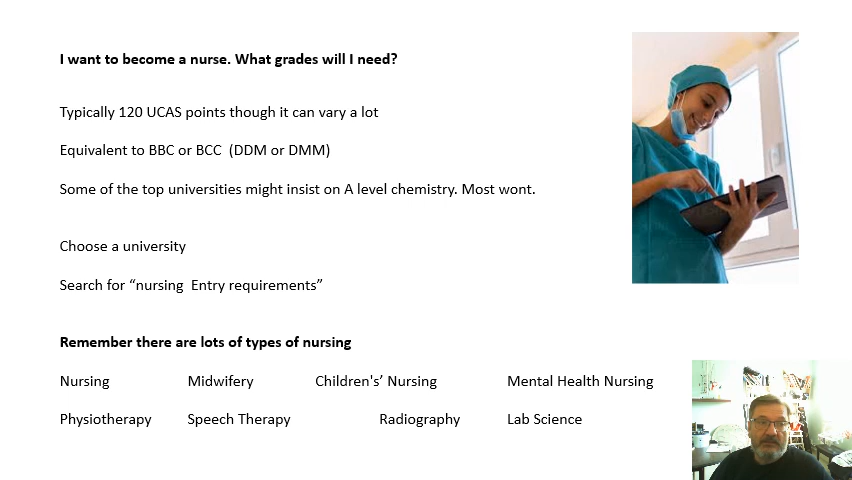 I want to become a nurse. What grades will I need?
Typically 120 UCAS points though it can vary a lot
Equivalent to BBC or BCC  (DDM or DMM)
Some of the top universities might insist on A level chemistry. Most wont.
Choose a university
Search for “nursing  Entry requirements”
Remember there are lots of types of nursing
Nursing Midwifery Children's’ Nursing Mental Health Nursing
Physiotherapy Speech Therapy Radiography Lab Science